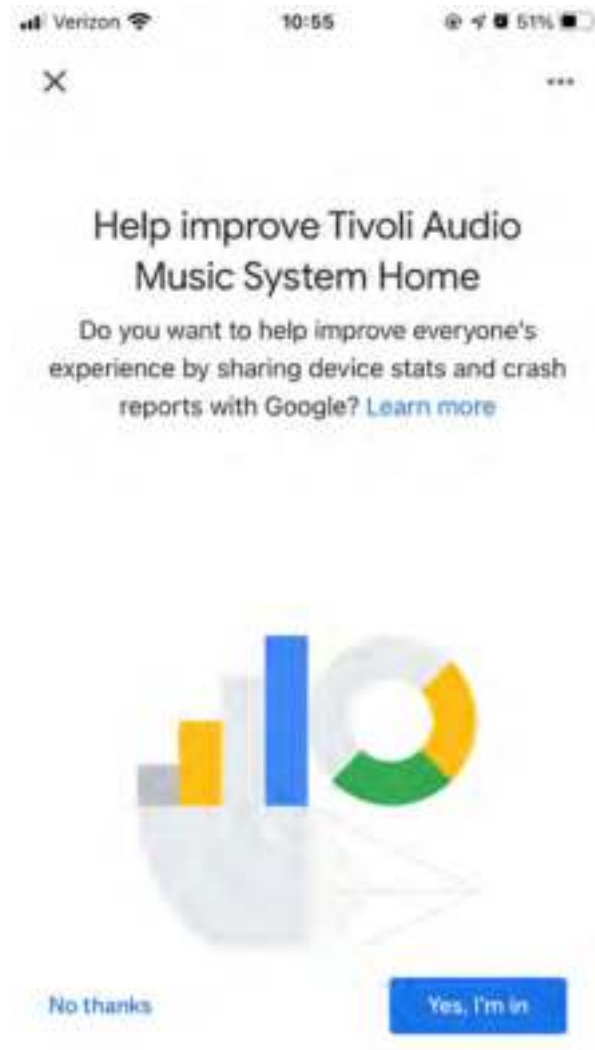 Verizon 10:55 51%
Help improve Tivoli Audio
Music System Home
Do you want to help improve everyone's
experience by sharing device stats and crash
reports with Google? Learn more
No thanks Yes, I'm in